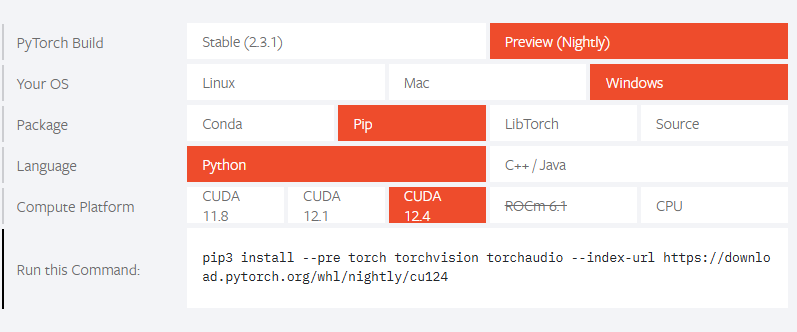 PyTorch Build Stable (2.3.1) Preview (Nightly)
Your OS Linux Mac Windows
Package Conda Pip LibTorch Source
Language Python C++ / Java
Compute Platform CUDA 11.8 CUDA 12.1 CUDA 12.4 ROCm 6.1 CPU
Run this Command:
pip3 install --pre torch torchvision torchaudio --index-url https://downlo
ad.pytorch.org/whl/nightly/cu124